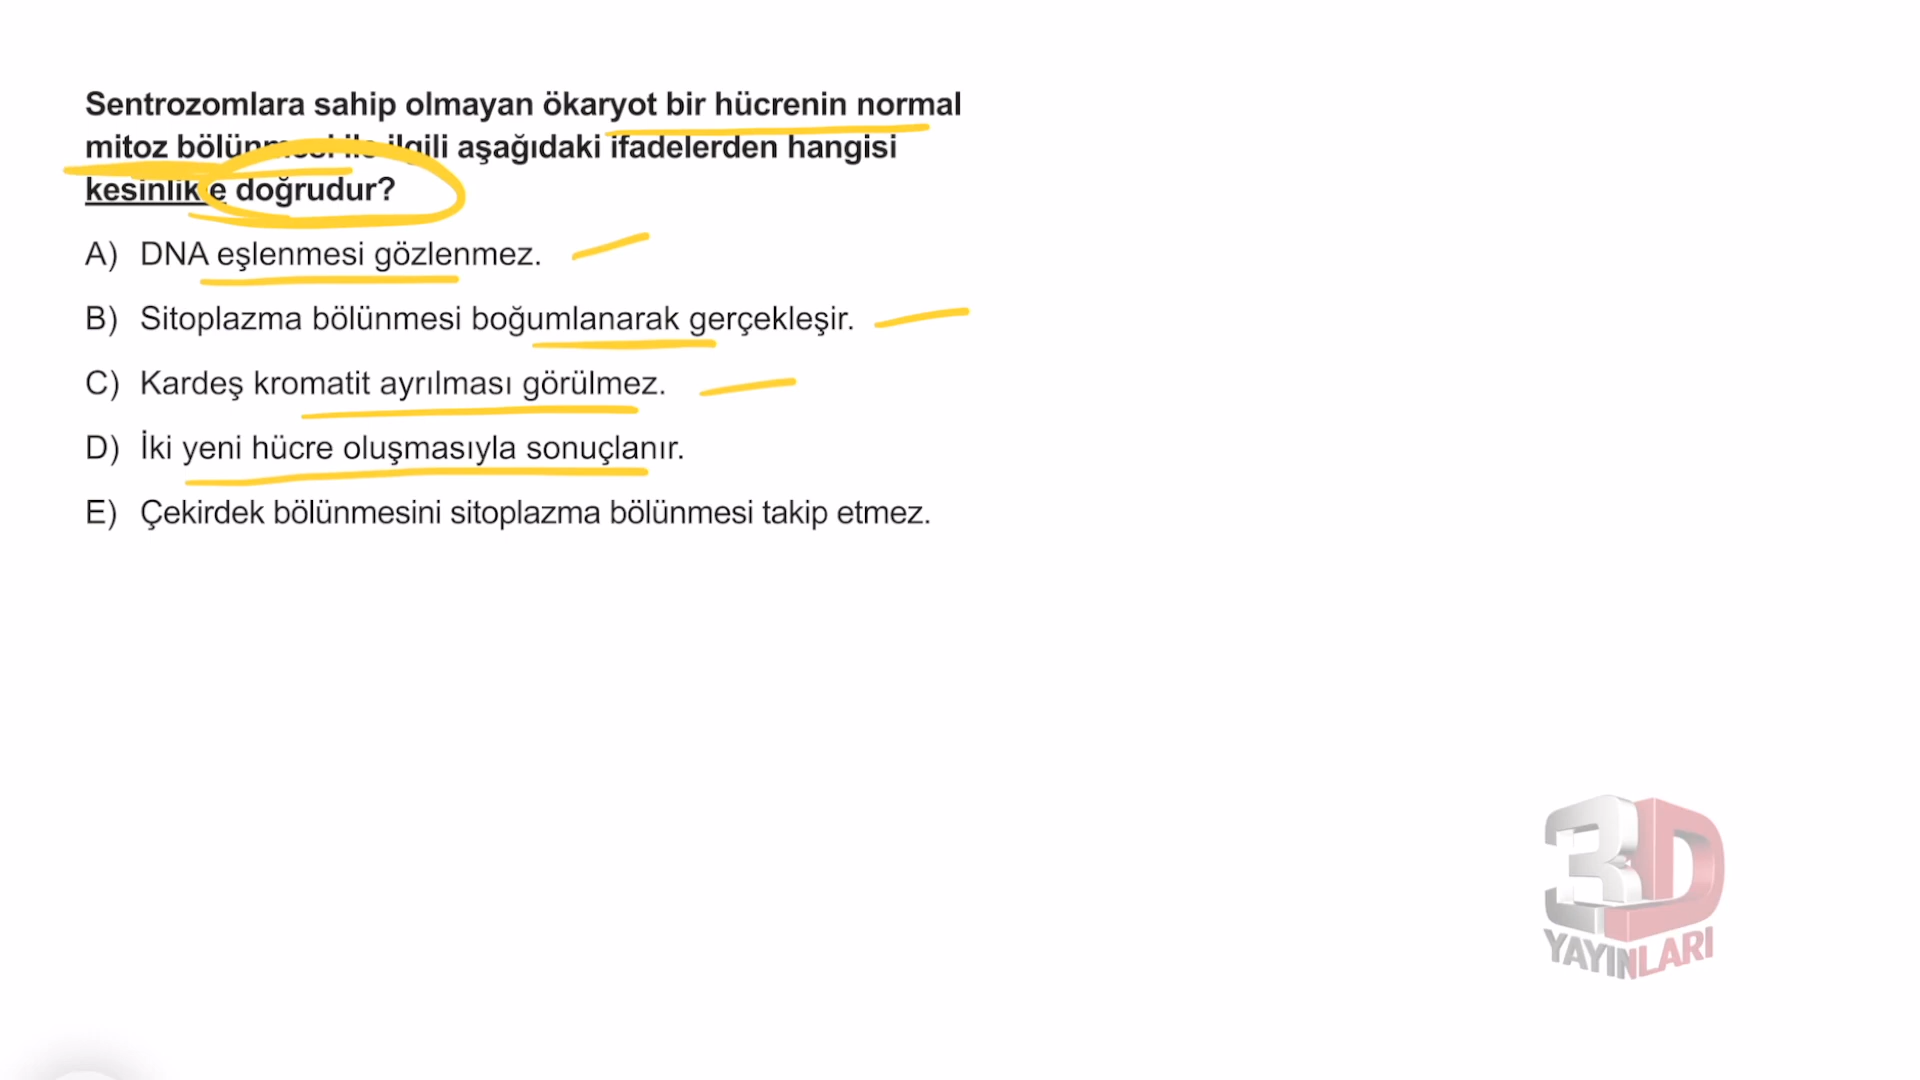 Sentrozomlara sahip olmayan ökaryot bir hücrenin normal
mitoz bölünmesi ile ilgili aşağıdaki ifadelerden hangisi
kesinlikle doğrudur?
A) DNA eşlenmesi gözlenmez.
B) Sitoplazma bölünmesi boğumlanarak gerçekleşir.
C) Kardeş kromatit ayrılması görülmez.
D) İki yeni hücre oluşmasıyla sonuçlanır.
E) Çekirdek bölünmesini sitoplazma bölünmesi takip etmez.
3D
YAYINLARI